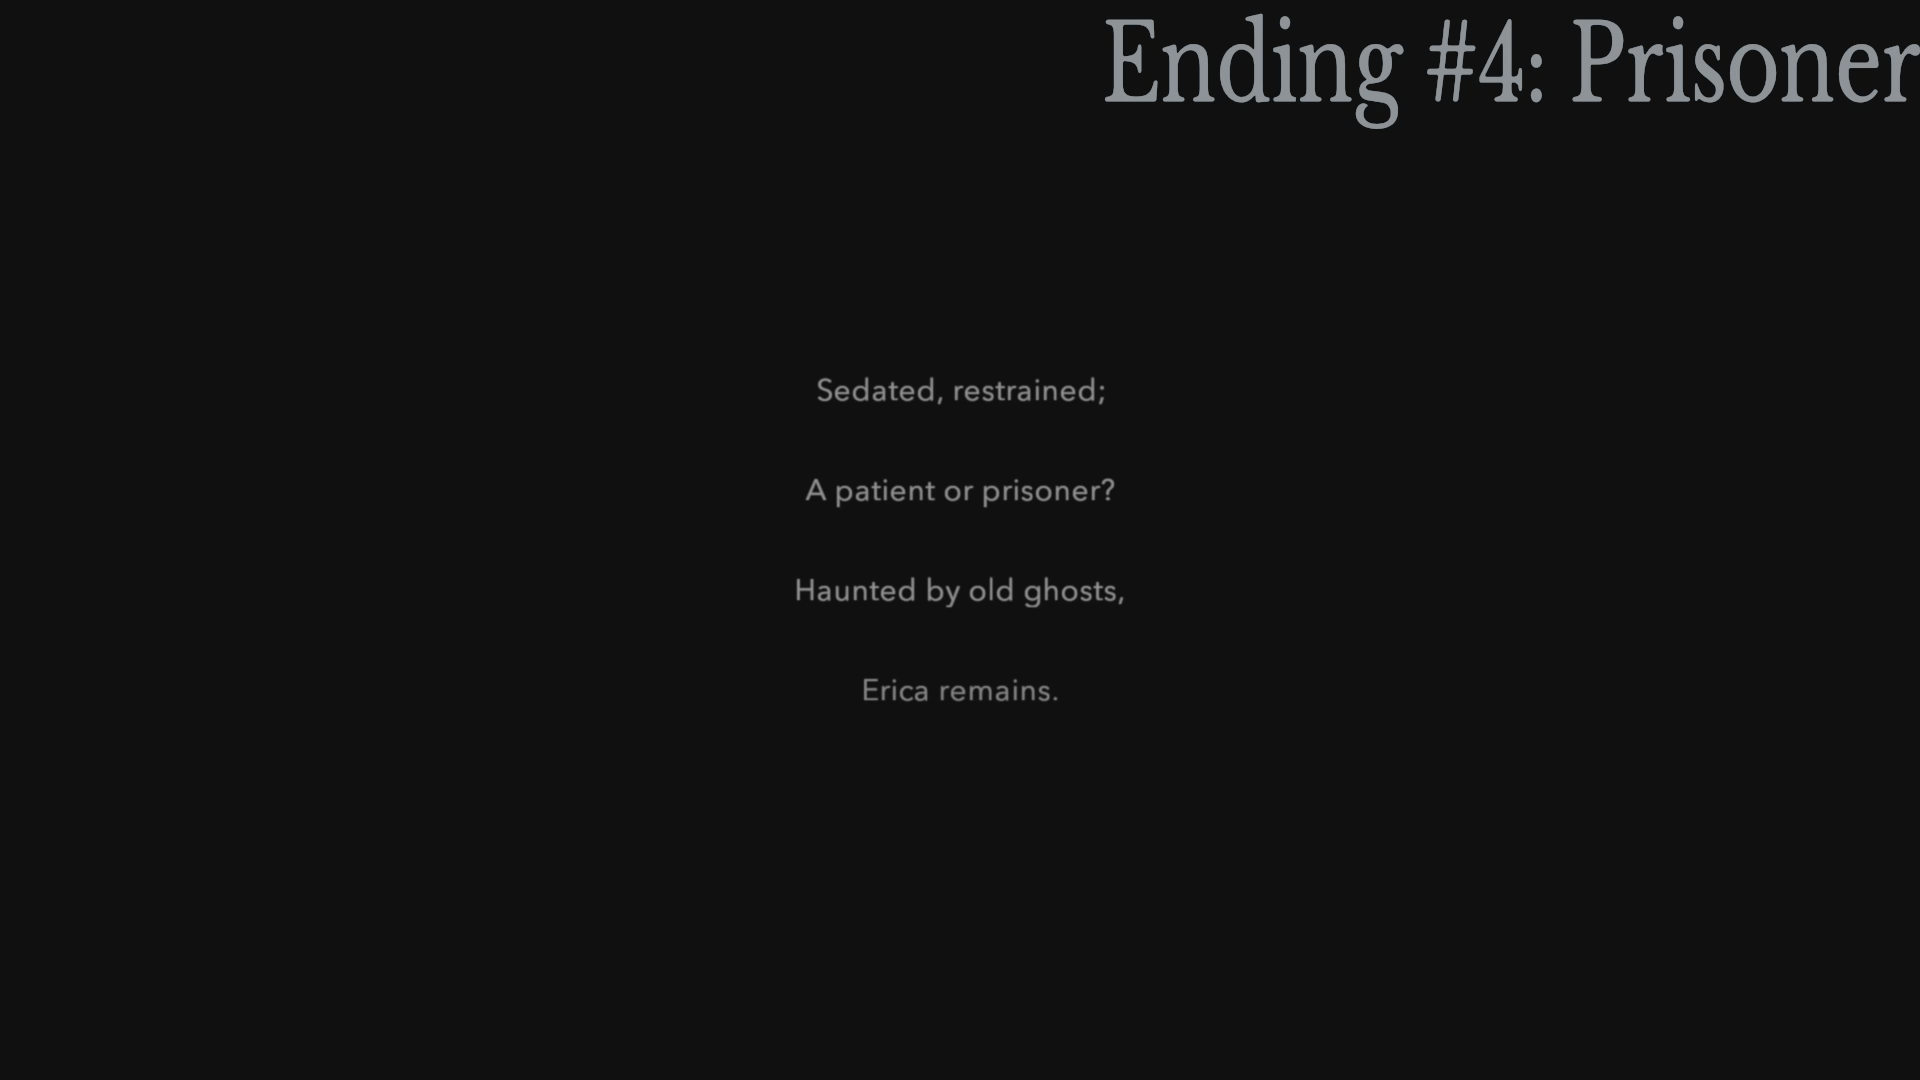 Ending #4: Prisoner
Sedated, restrained;
A patient or prisoner?
Haunted by old ghosts,
Erica remains.